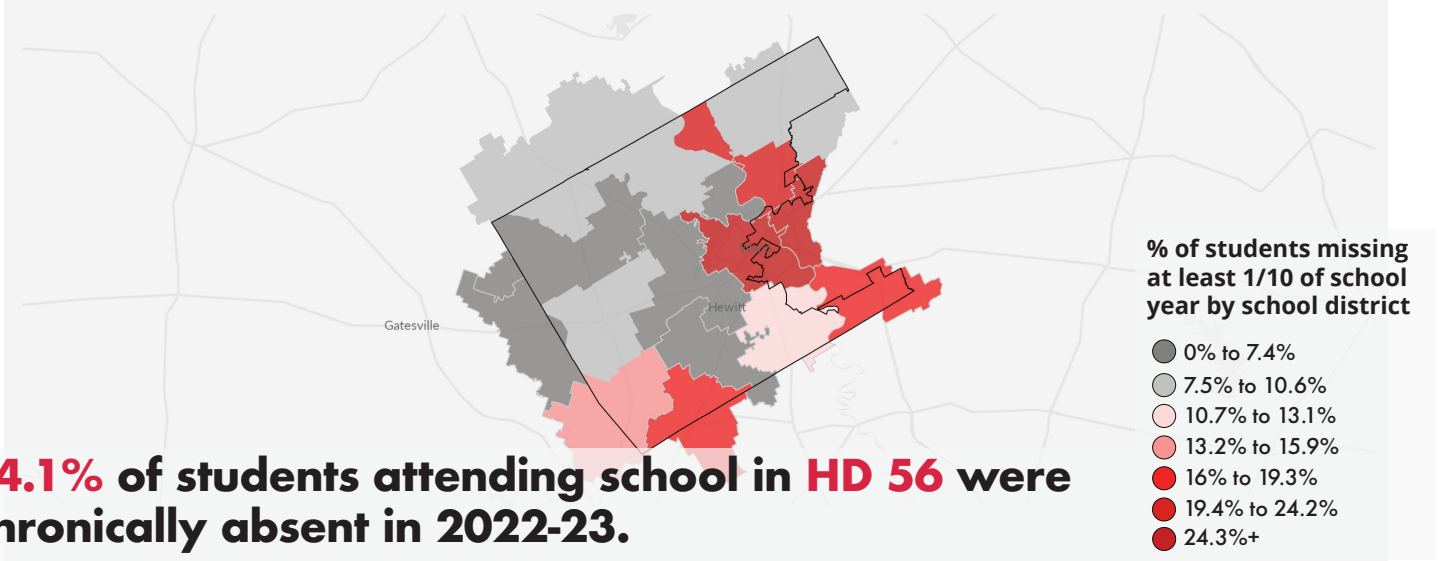 Hewitt
Gatesville
4.1% of students attending school in HD 56 were
hronically absent in 2022-23.
% of students missing
at least 1/10 of school
year by school district
0% to 7.4%
7.5% to 10.6%
10.7% to 13.1%
13.2% to 15.9%
16% to 19.3%
19.4% to 24.2%
24.3%+